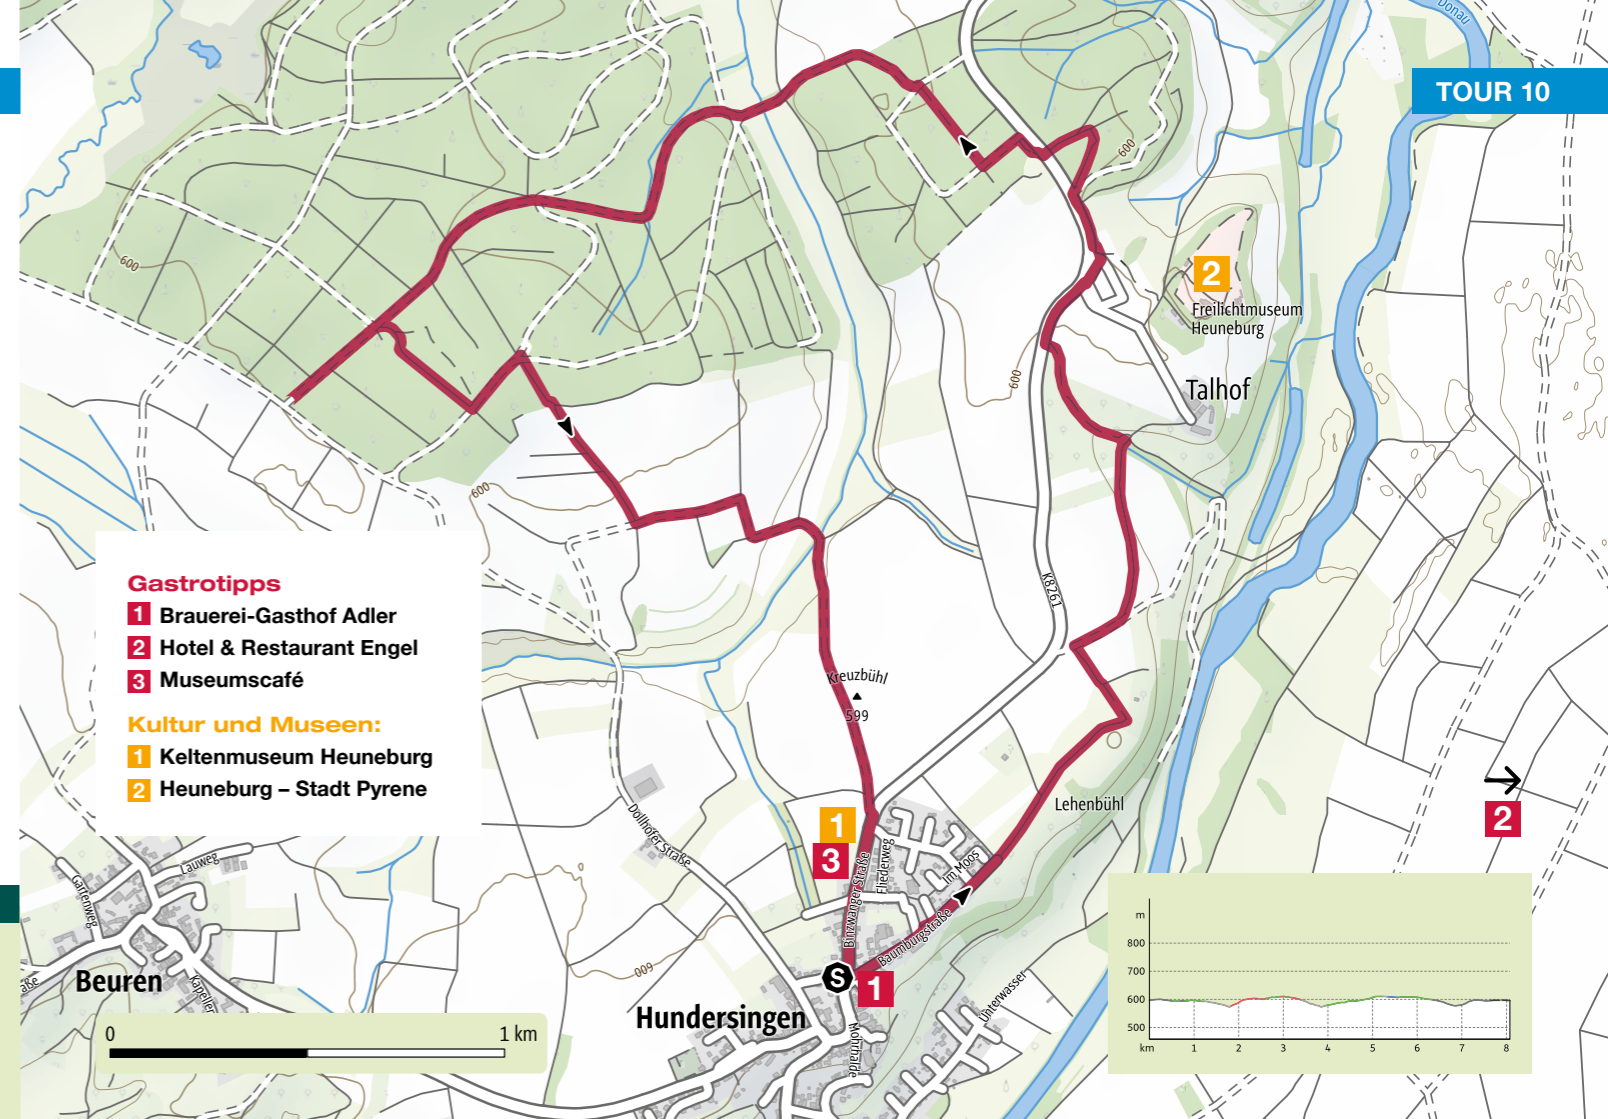 Donau
TOUR 10
600
600
2
Freilichtmuseum
Heuneburg
600
Talhof
600
K8261
Gastrotipps
1 Brauerei-Gasthof Adler
2 Hotel & Restaurant Engel
3 Museumscafé
Kultur und Museen:
1 Keltenmuseum Heuneburg
2 Heuneburg – Stadt Pyrene
Kreuzbühl
599
2
Dollhofer Straße
Lehenbühl
1
3
Binzwanger Straße
Fliederweg
Im Moos
Baumburgstraße
Lauweg
Gartenweg
Beuren
600
S
1
Hundersingen
Unterwasser
0 1 km
m
800
700
600
500
km 1 2 3 4 5 6 7 8